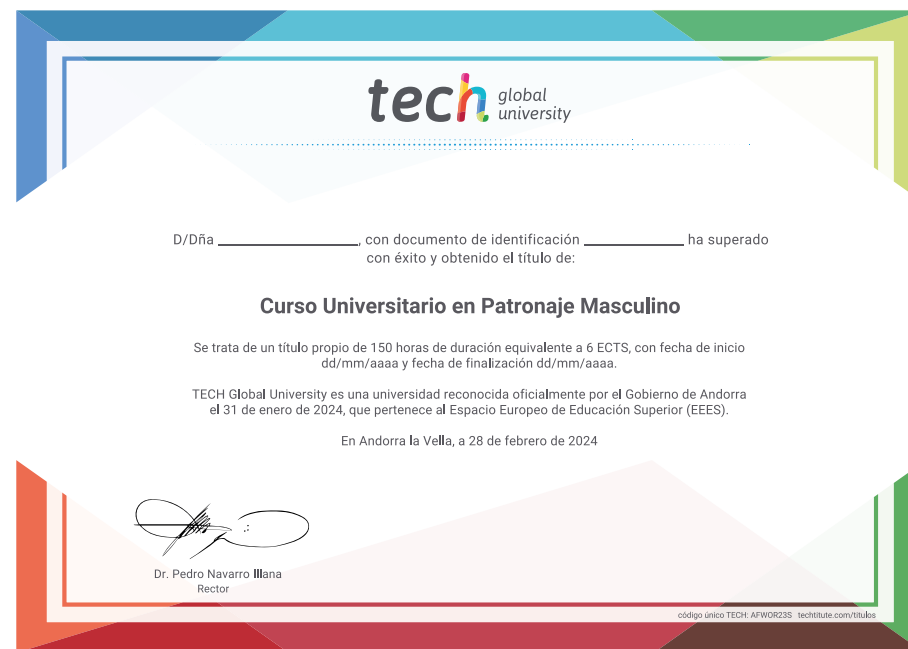 tech global university
D/Dña ____________________, con documento de identificación ______________ ha superado
con éxito y obtenido el título de:
Curso Universitario en Patronaje Masculino
Se trata de un título propio de 150 horas de duración equivalente a 6 ECTS, con fecha de inicio
dd/mm/aaaa y fecha de finalización dd/mm/aaaa.
TECH Global University es una universidad reconocida oficialmente por el Gobierno de Andorra
el 31 de enero de 2024, que pertenece al Espacio Europeo de Educación Superior (EEES).
En Andorra la Vella, a 28 de febrero de 2024
Dr. Pedro Navarro Illana
Rector
código único TECH: AFWOR23S techtitute.com/titulos